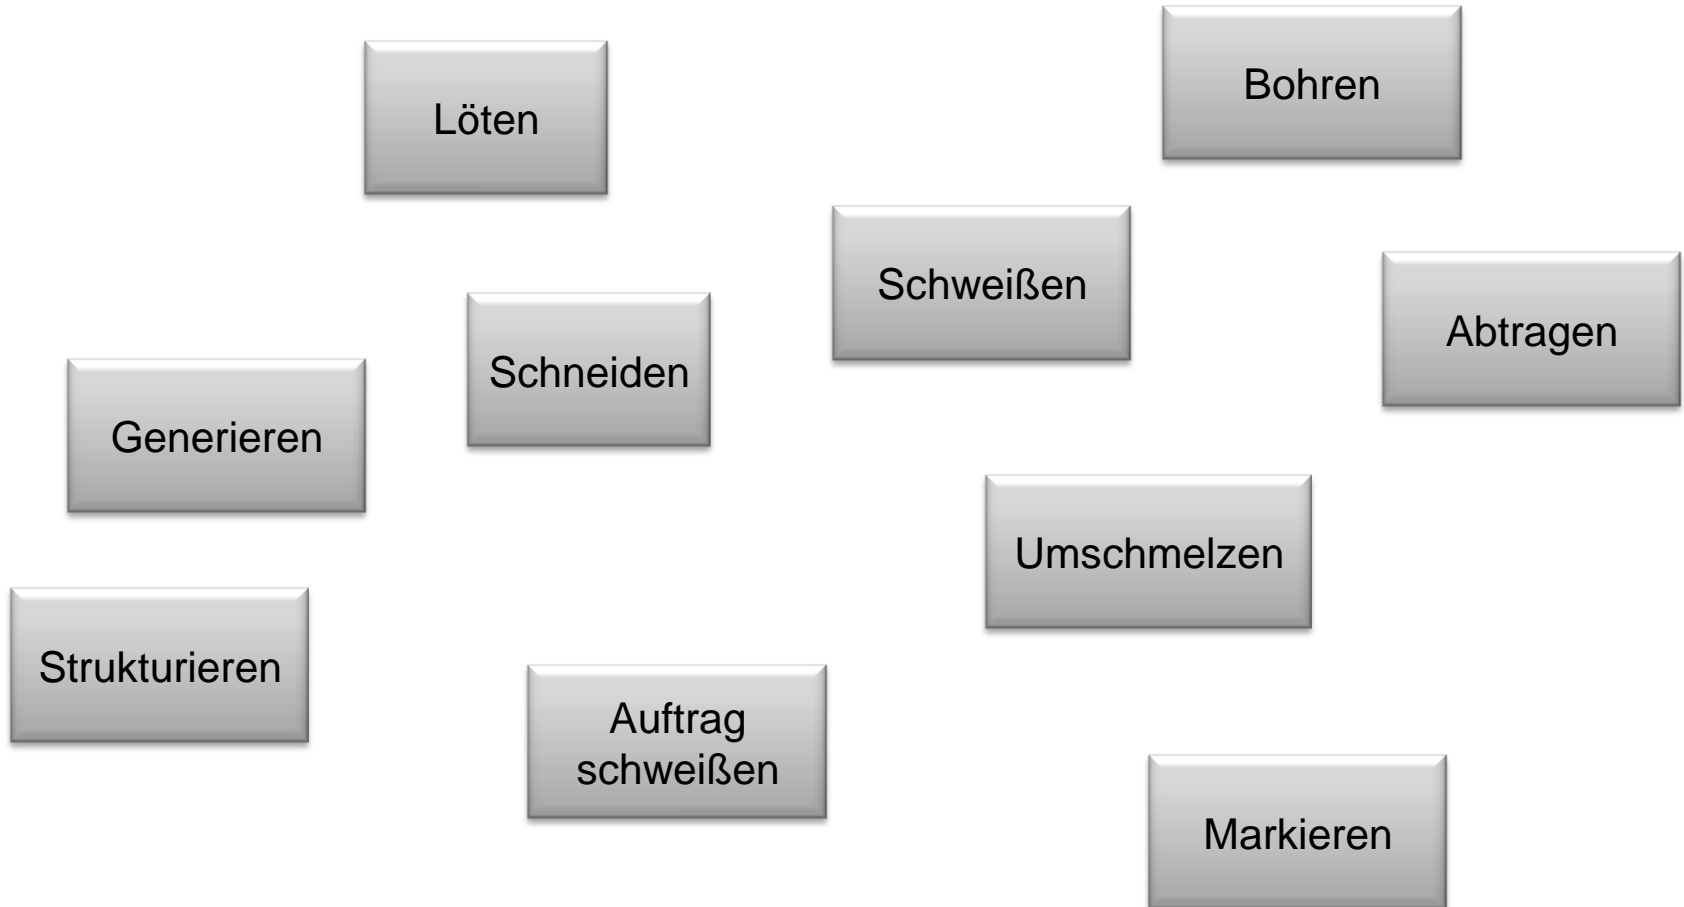 Bohren
Löten
Schweißen
Abtragen
Schneiden
Generieren
Umschmelzen
Strukturieren
Auftrag
schweißen
Markieren